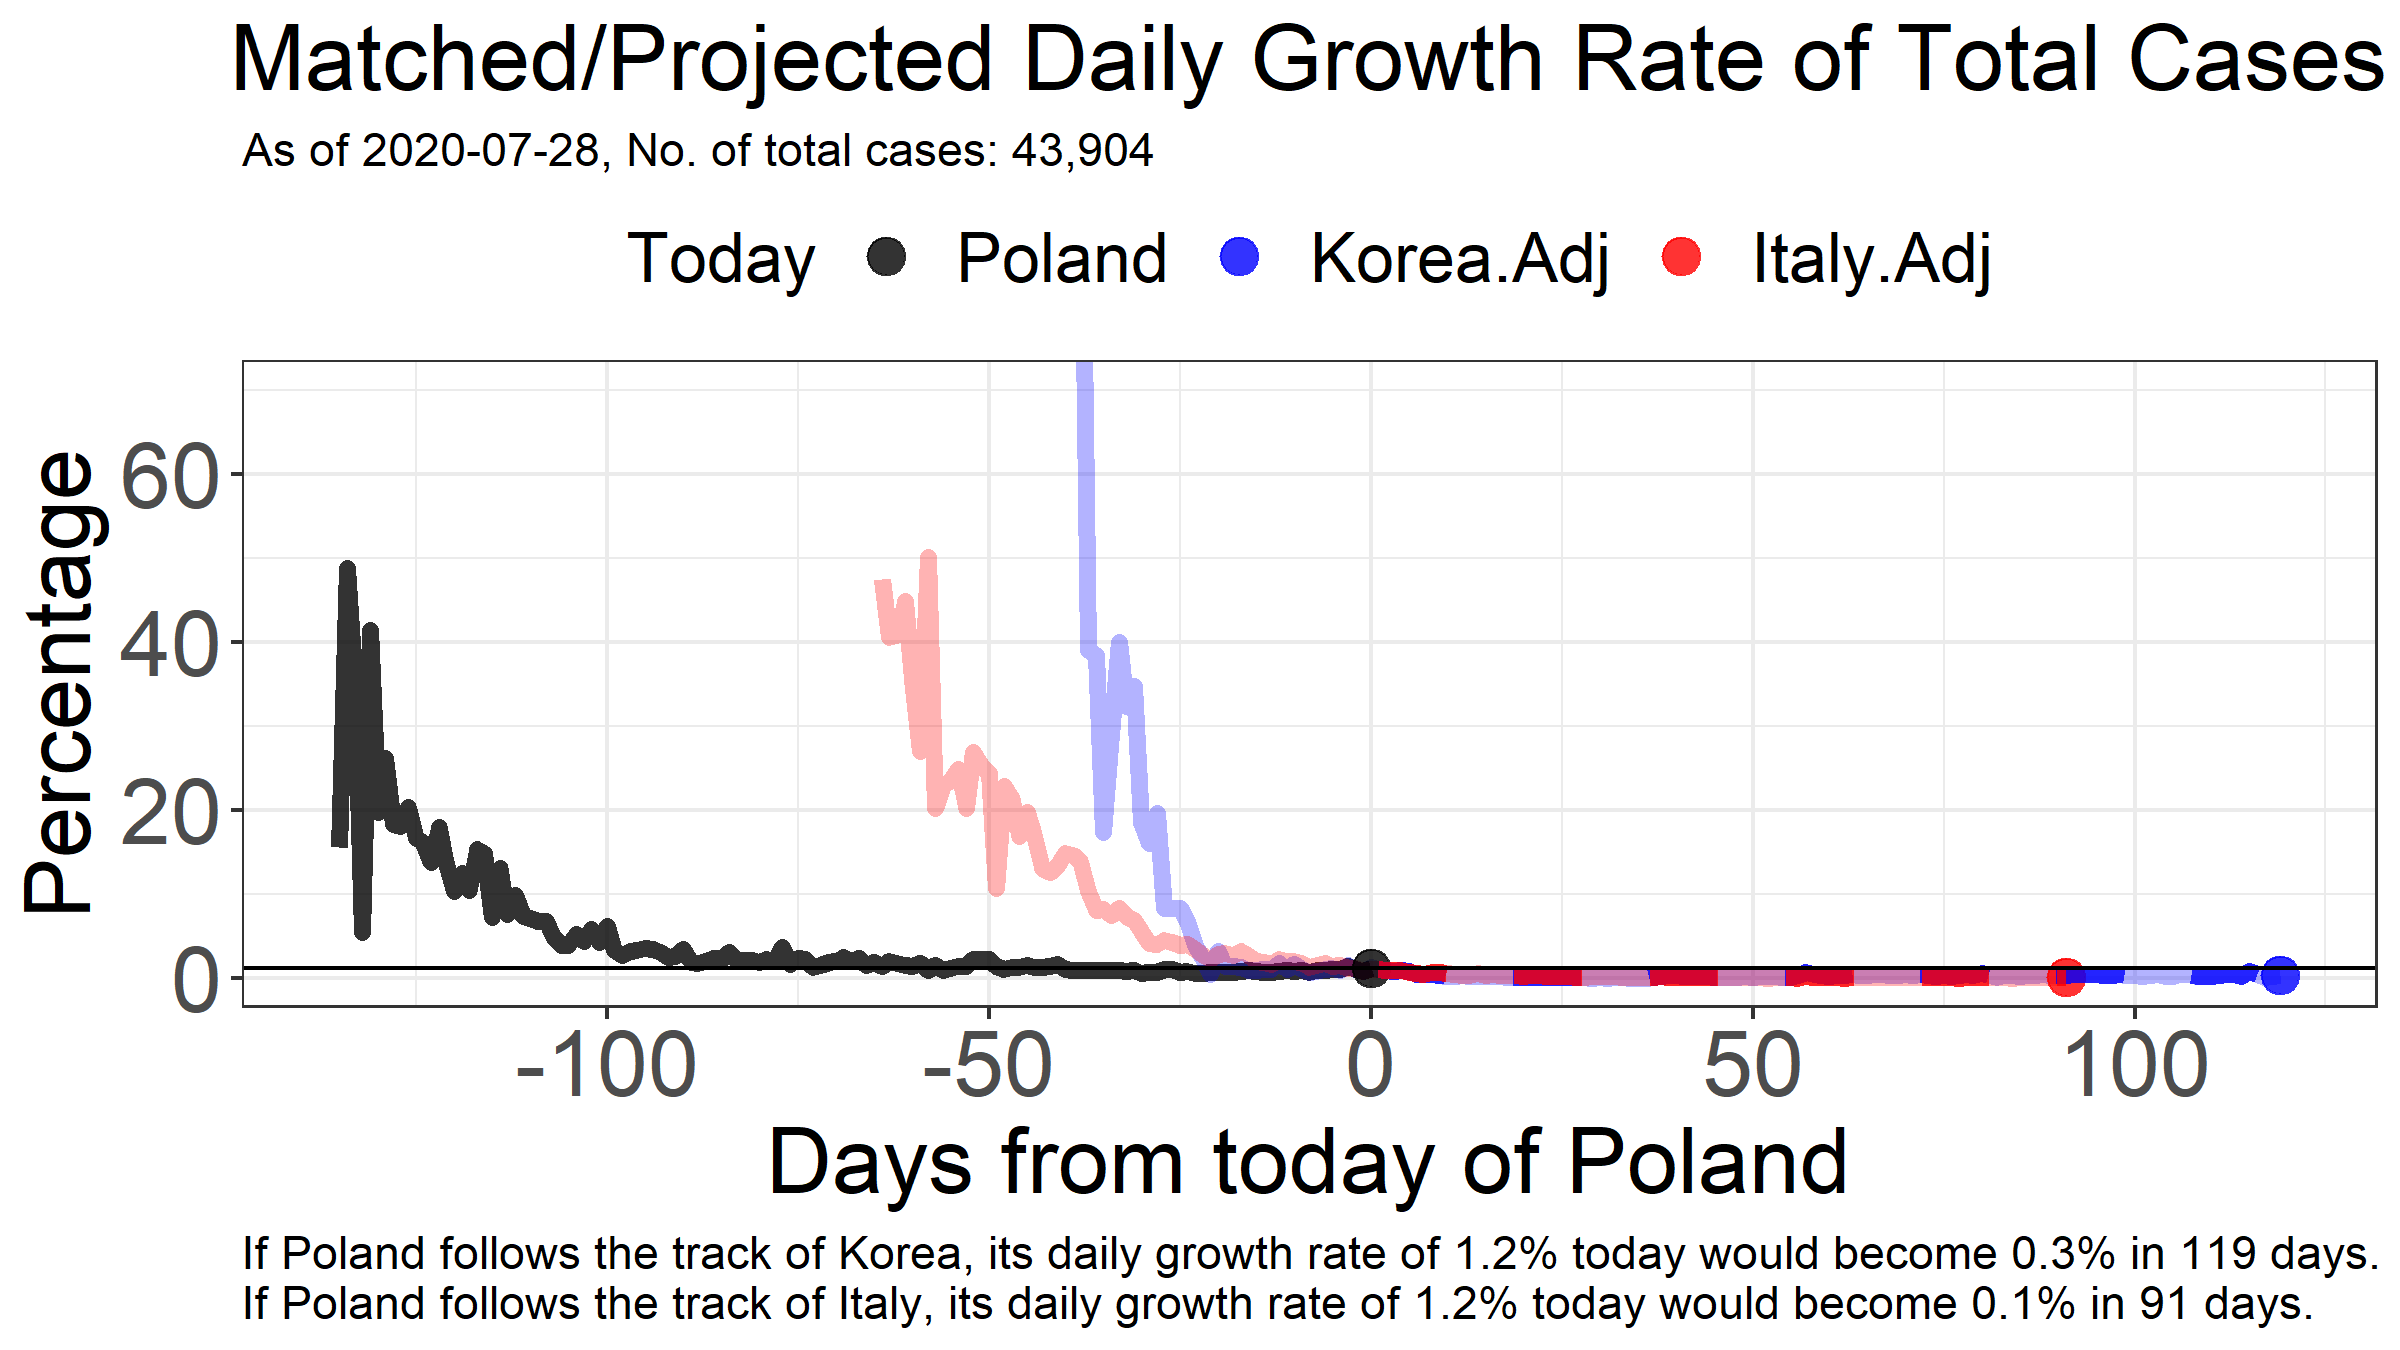 Matched/Projected Daily Growth Rate of Total Cases
As of 2020-07-28, No. of total cases: 43,904
Today Poland Korea.Adj Italy.Adj
Percentage
60
40
20
0
-100 -50 0 50 100
Days from today of Poland
If Poland follows the track of Korea, its daily growth rate of 1.2% today would become 0.3% in 119 days.
If Poland follows the track of Italy, its daily growth rate of 1.2% today would become 0.1% in 91 days.